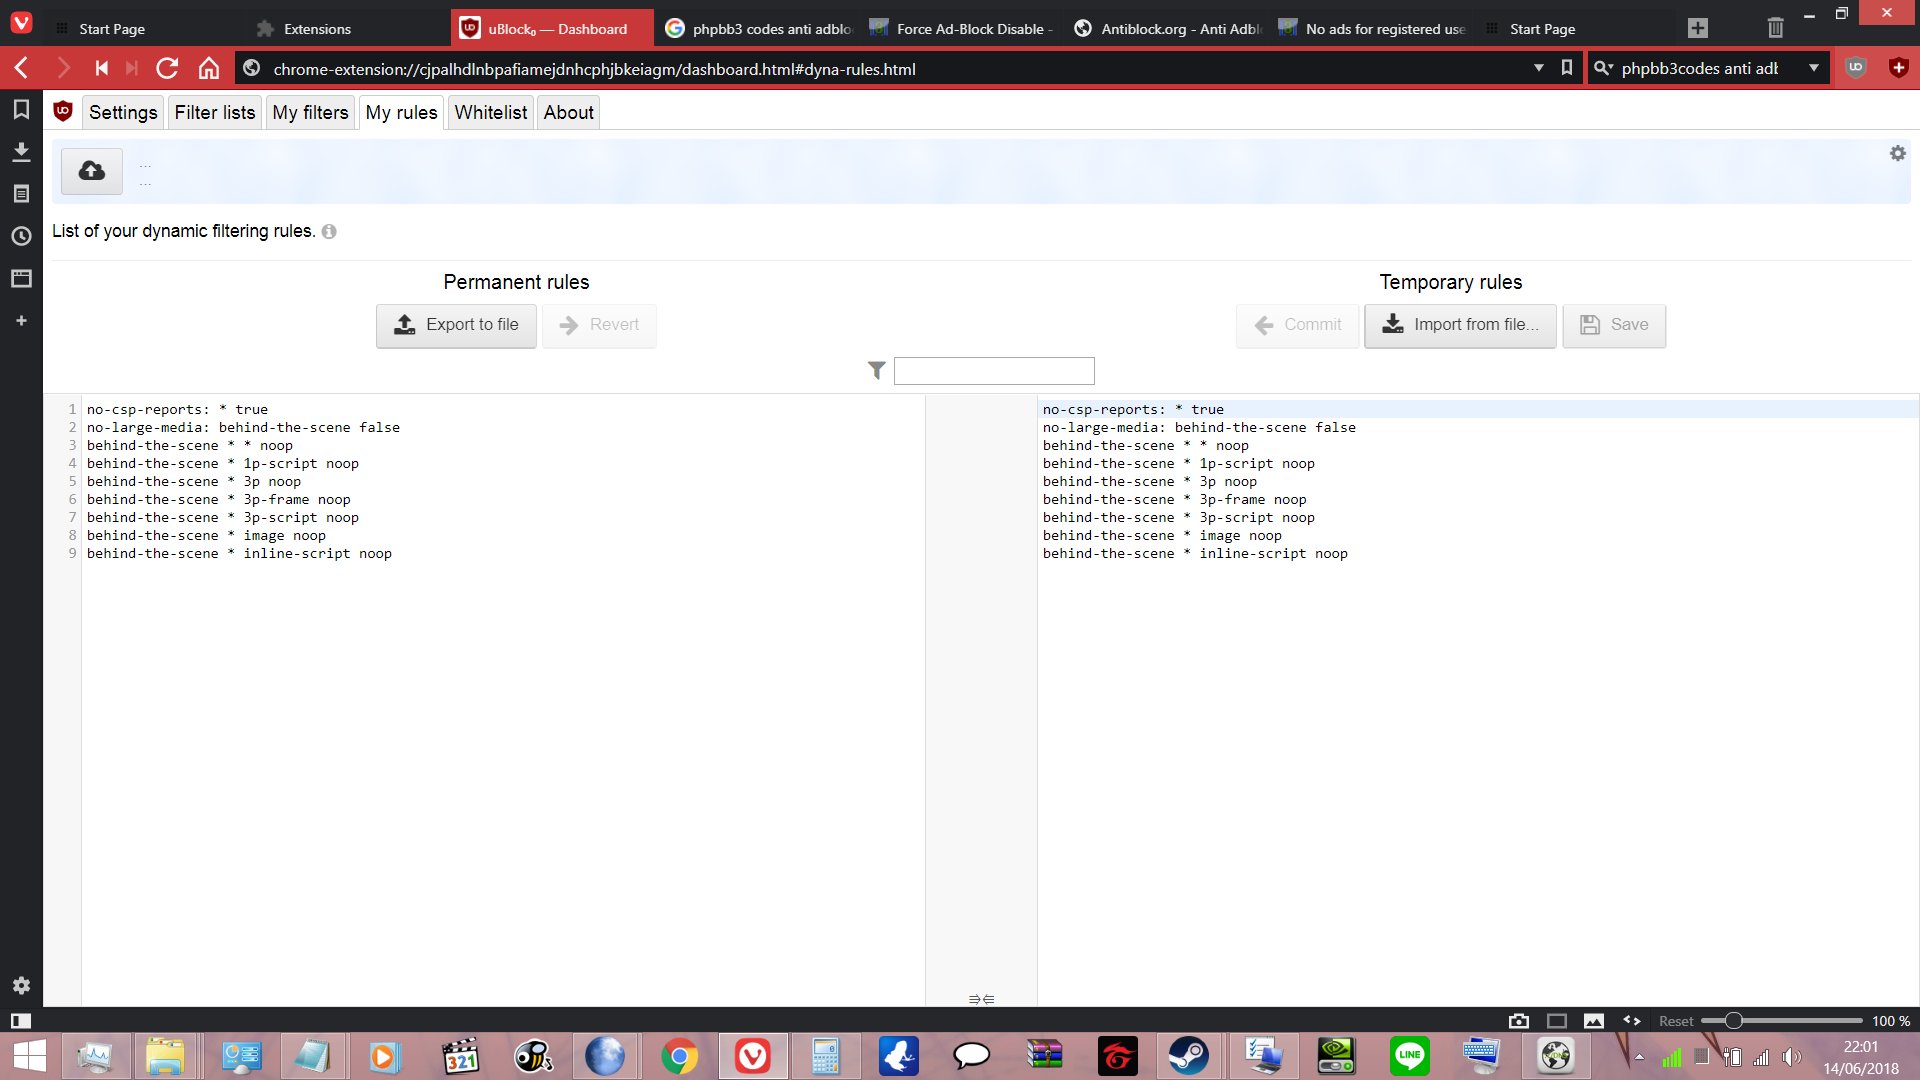 Start Page
Extensions
uBlock₀ — Dashboard
phpbb3 codes anti adblo
Force Ad-Block Disable -
Antiblock.org - Anti Adbl
No ads for registered use
Start Page
chrome-extension://cjpalhdlnbpafiamejdnhcphjbkeiagm/dashboard.html#dyna-rules.html
phpbb3codes anti adb
Settings
Filter lists
My filters
My rules
Whitelist
About
...
...
List of your dynamic filtering rules.
Permanent rules
Temporary rules
Export to file
Revert
Commit
Import from file...
Save
1 no-csp-reports: * true
2 no-large-media: behind-the-scene false
3 behind-the-scene * * noop
4 behind-the-scene * 1p-script noop
5 behind-the-scene * 3p noop
6 behind-the-scene * 3p-frame noop
7 behind-the-scene * 3p-script noop
8 behind-the-scene * image noop
9 behind-the-scene * inline-script noop
no-csp-reports: * true
no-large-media: behind-the-scene false
behind-the-scene * * noop
behind-the-scene * 1p-script noop
behind-the-scene * 3p noop
behind-the-scene * 3p-frame noop
behind-the-scene * 3p-script noop
behind-the-scene * image noop
behind-the-scene * inline-script noop
Reset
100 %
321
LINE
22:01
14/06/2018